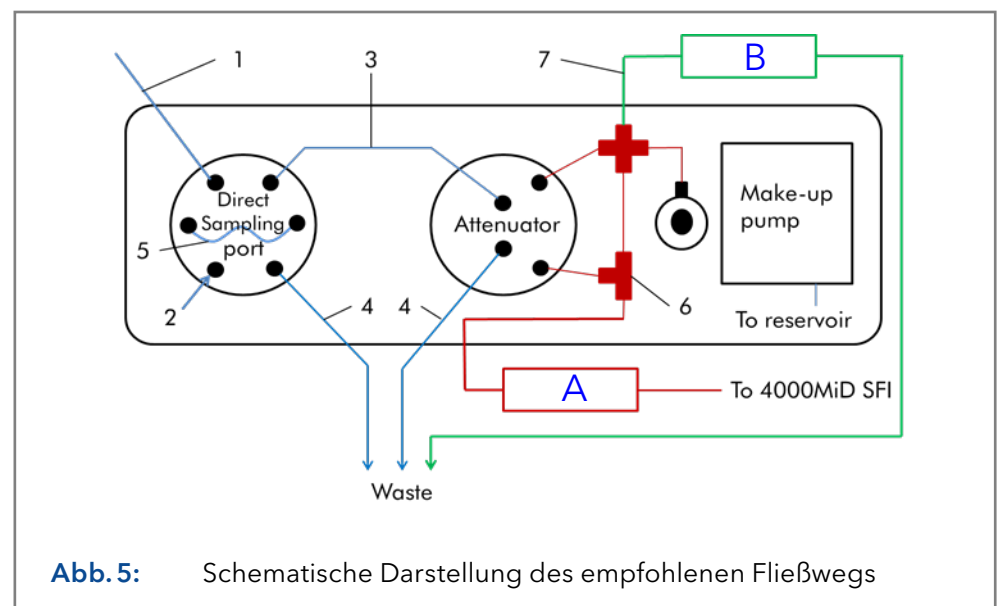 1
3
7
B
Direct
Sampling
port
Attenuator
Make-up
pump
5
2
4
4
6
To reservoir
A
To 4000MiD SFI
Waste
Abb. 5: Schematische Darstellung des empfohlenen Fließwegs